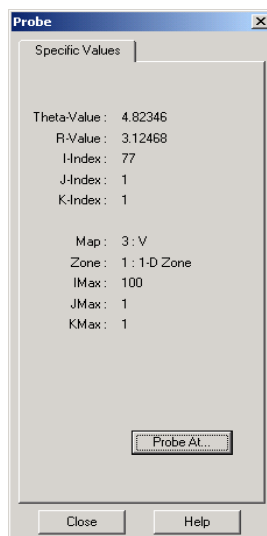 Probe
Specific Values
Theta-Value : 4.82346
R-Value : 3.12468
I-Index : 77
J-Index : 1
K-Index : 1
Map : 3 : V
Zone : 1 : 1-D Zone
IMax : 100
JMax : 1
KMax : 1
Probe At...
Close Help